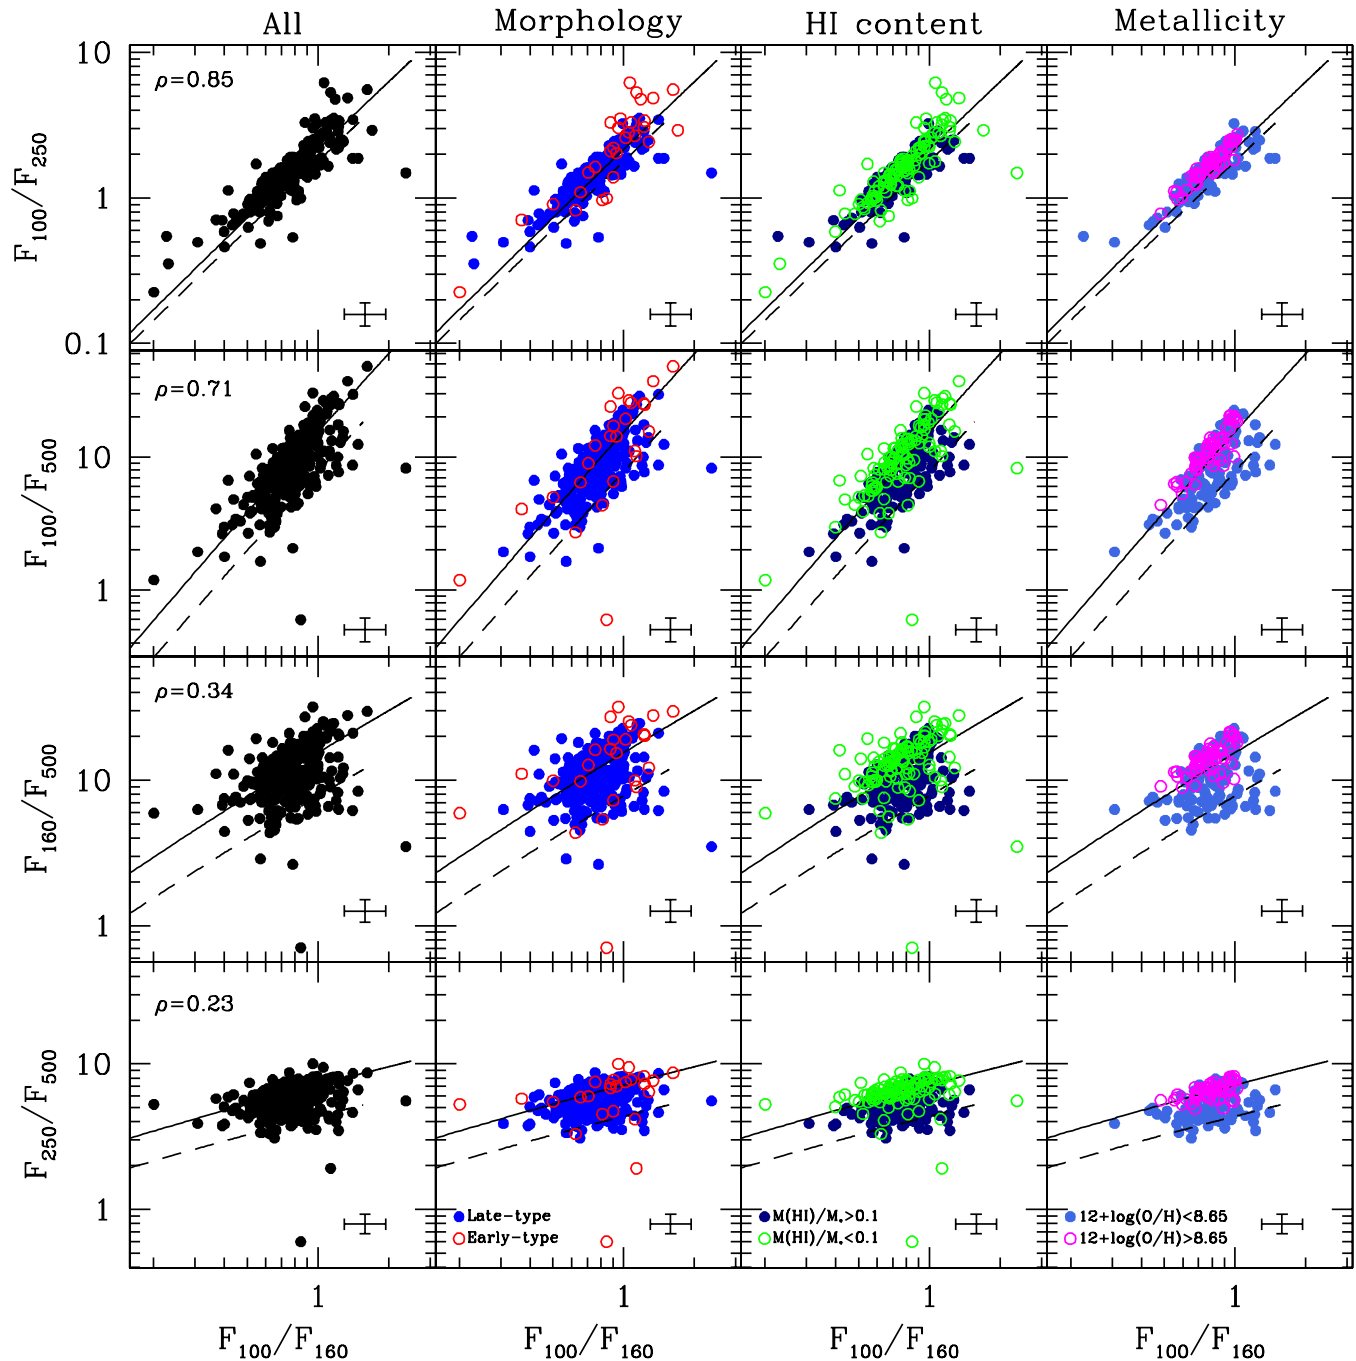 All Morphology HI content Metallicity
10
ρ=0.85
F100/F250
1
0.1
ρ=0.71
F100/F500
10
1
ρ=0.34
F160/F500
10
1
ρ=0.23
F250/F500
10
1
Late-type
Early-type
M(HI)/M*>0.1
M(HI)/M*<0.1
12+log(O/H)<8.65
12+log(O/H)>8.65
1 1 1 1
F100/F160 F100/F160 F100/F160 F100/F160